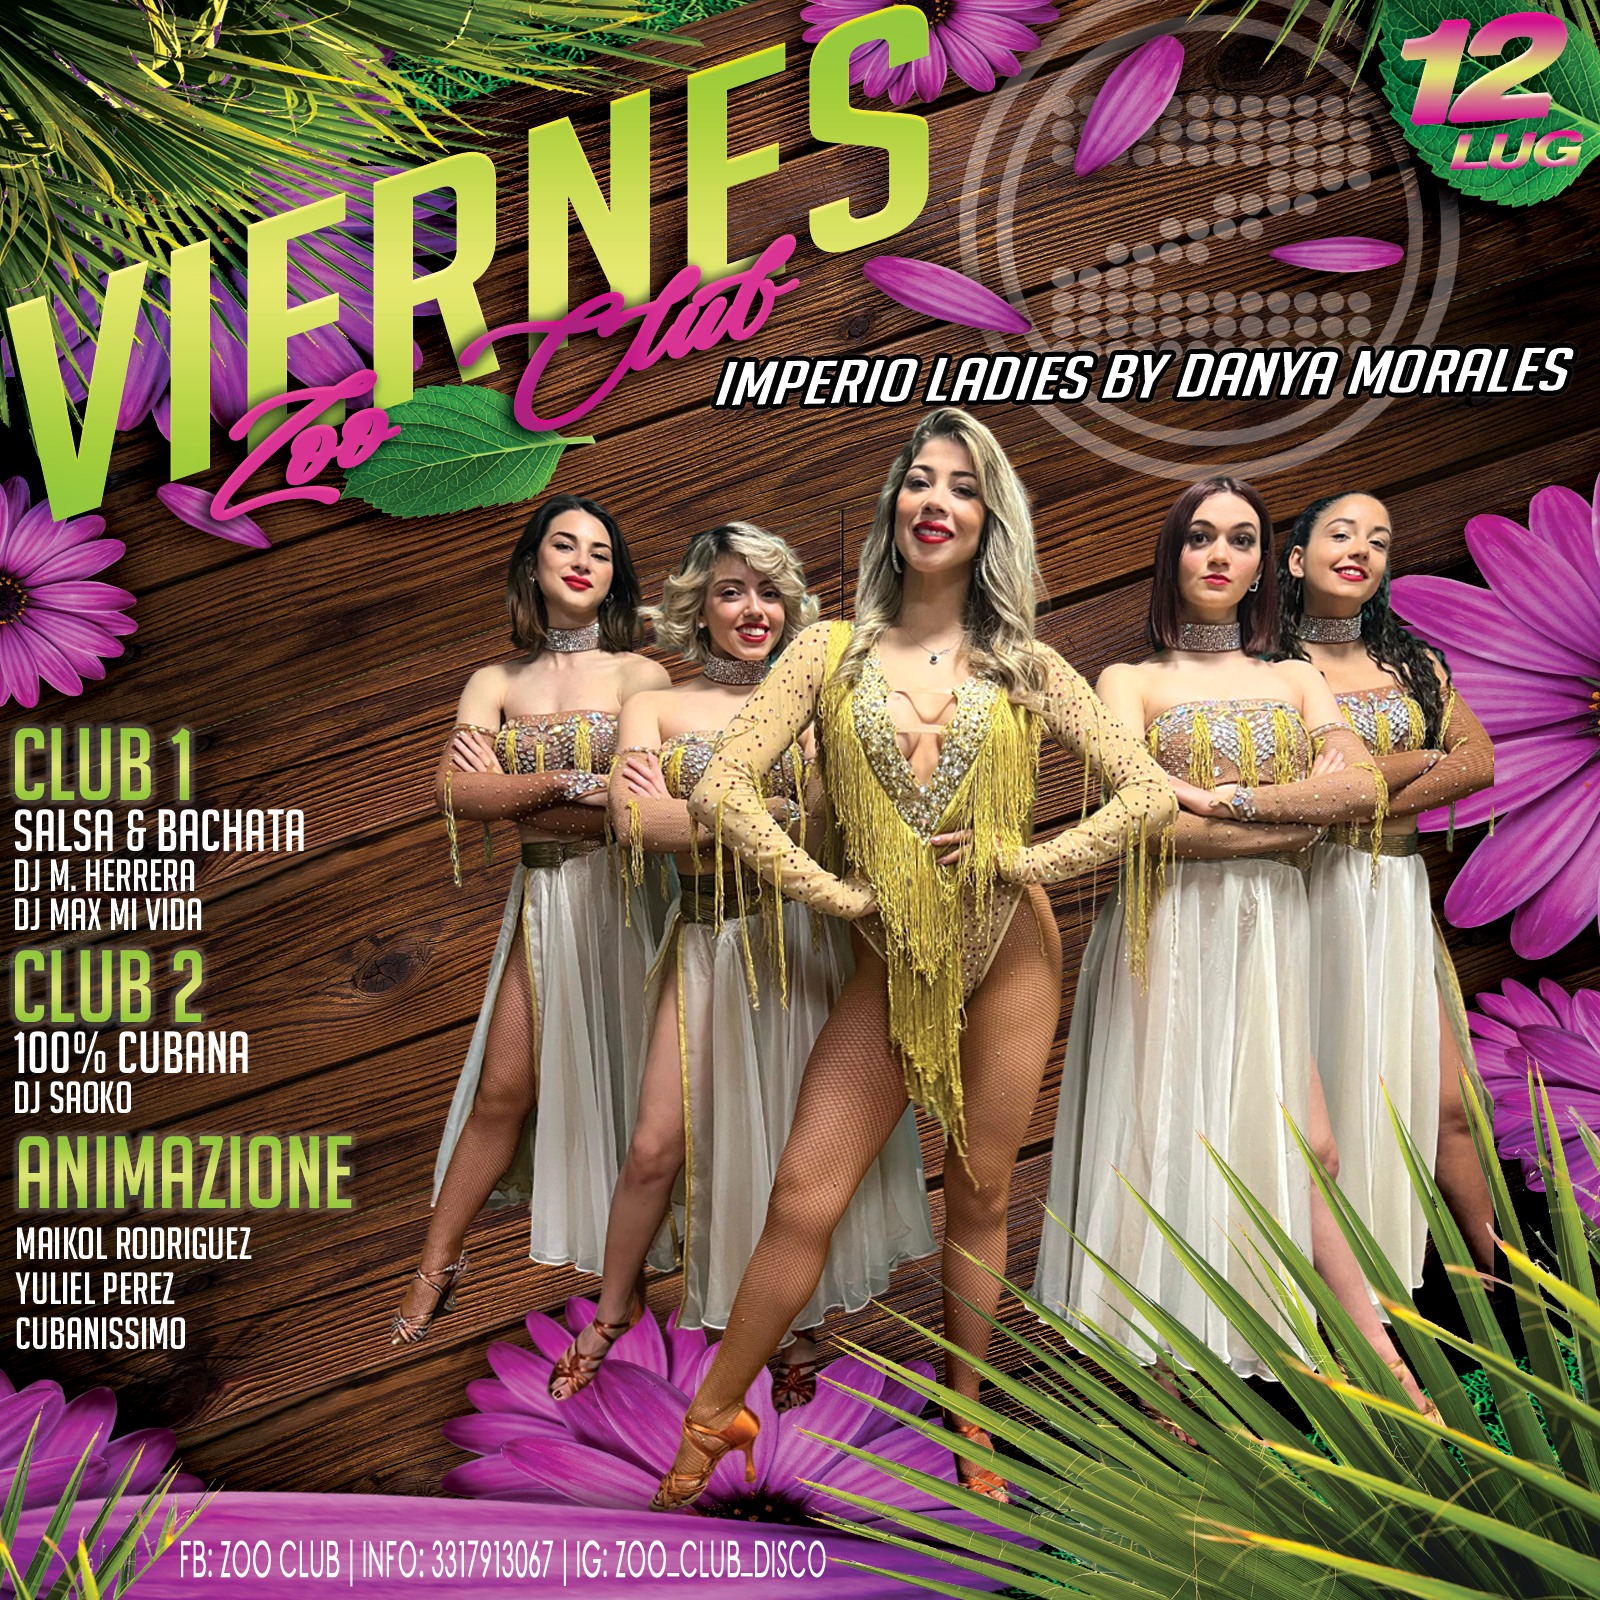 VIERNES
Zoo Club
12
LUG
IMPERIO LADIES BY DANYA MORALES
CLUB 1
SALSA & BACHATA
DJ M. HERRERA
DJ MAX MI VIDA
CLUB 2
100% CUBANA
DJ SAOKO
ANIMAZIONE
MAIKOL RODRIGUEZ
YULIEL PEREZ
CUBANISSIMO
FB: ZOO CLUB | INFO: 3317913067 | IG: ZOO_CLUB_DISCO